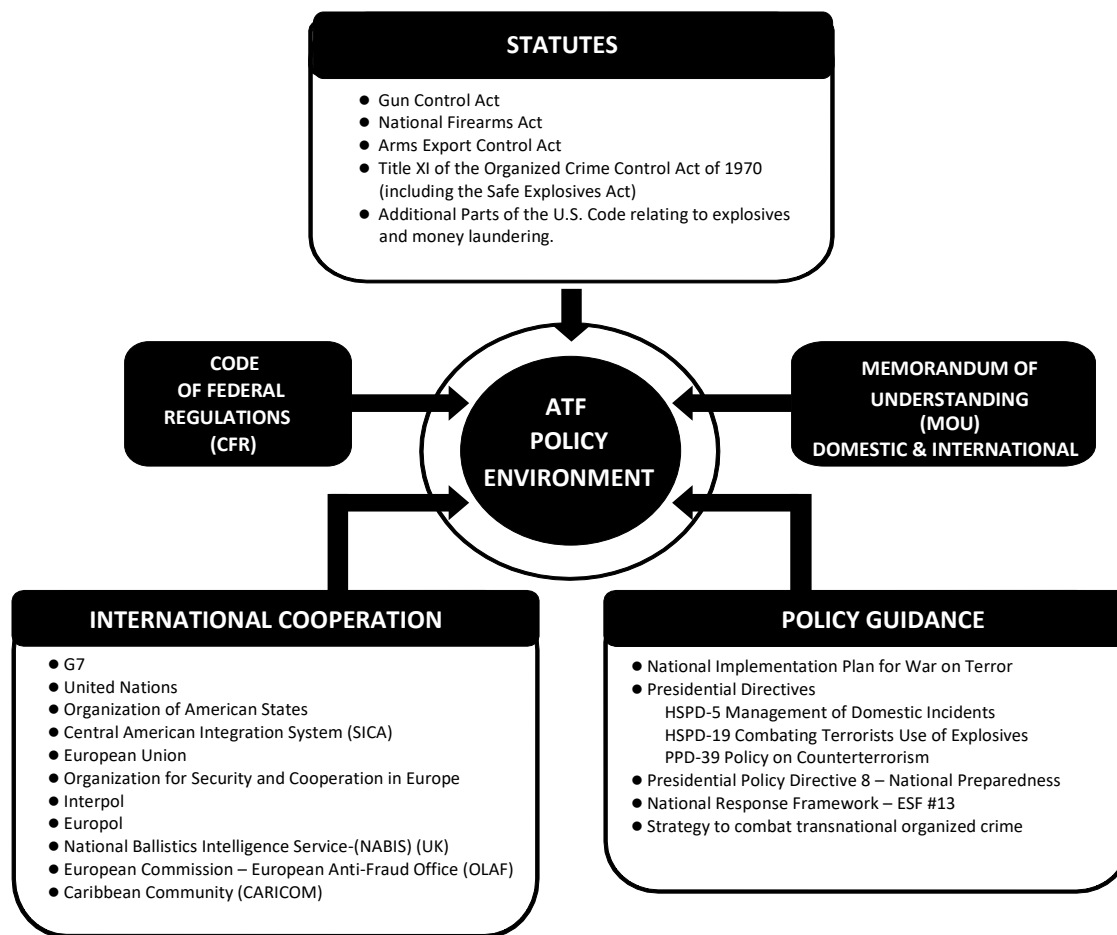 STATUTES
● Gun Control Act
● National Firearms Act
● Arms Export Control Act
● Title XI of the Organized Crime Control Act of 1970
(including the Safe Explosives Act)
● Additional Parts of the U.S. Code relating to explosives
and money laundering.
CODE
OF FEDERAL
REGULATIONS
(CFR)
ATF
POLICY
ENVIRONMENT
MEMORANDUM OF
UNDERSTANDING
(MOU)
DOMESTIC & INTERNATIONAL
INTERNATIONAL COOPERATION
● G7
● United Nations
● Organization of American States
● Central American Integration System (SICA)
● European Union
● Organization for Security and Cooperation in Europe
● Interpol
● Europol
● National Ballistics Intelligence Service-(NABIS) (UK)
● European Commission – European Anti-Fraud Office (OLAF)
● Caribbean Community (CARICOM)
POLICY GUIDANCE
● National Implementation Plan for War on Terror
● Presidential Directives
HSPD-5 Management of Domestic Incidents
HSPD-19 Combating Terrorists Use of Explosives
PPD-39 Policy on Counterterrorism
● Presidential Policy Directive 8 – National Preparedness
● National Response Framework – ESF #13
● Strategy to combat transnational organized crime